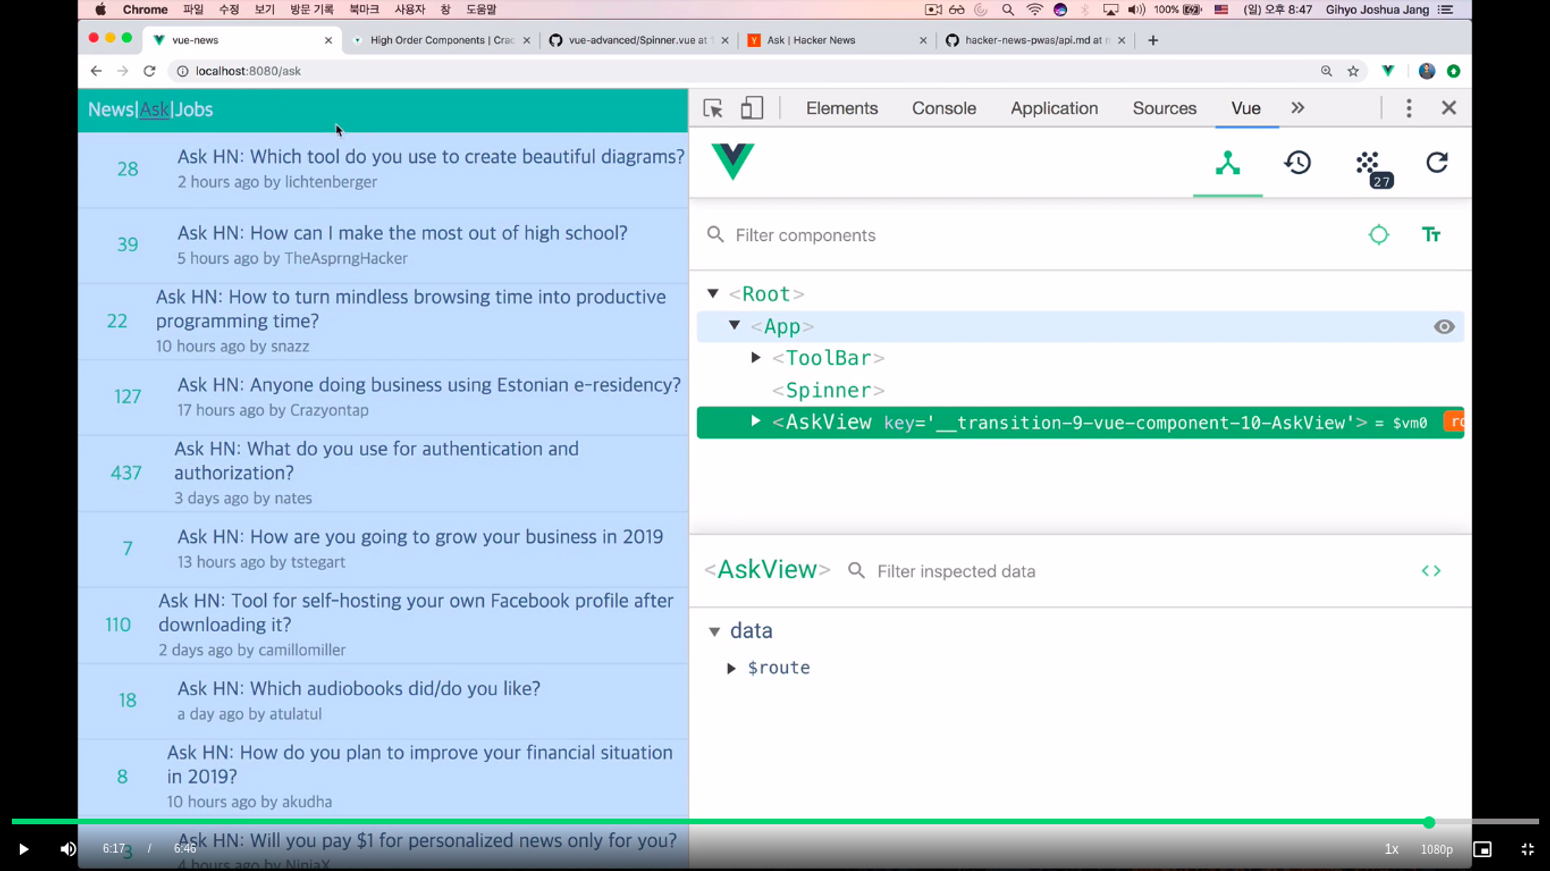 Chrome 파일 수정 보기 방문 기록 북마크 사용자 창 도움말 100% (일) 오후 8:47 Gihyo Joshua Jang
vue-news High Order Components | Crac vue-advanced/Spinner.vue at Ask | Hacker News hacker-news-pwas/api.md at
localhost:8080/ask
News|Ask|Jobs
28
Ask HN: Which tool do you use to create beautiful diagrams?
2 hours ago by lichtenberger
39
Ask HN: How can I make the most out of high school?
5 hours ago by TheAsprngHacker
22
Ask HN: How to turn mindless browsing time into productive
programming time?
10 hours ago by snazz
127
Ask HN: Anyone doing business using Estonian e-residency?
17 hours ago by Crazyontap
437
Ask HN: What do you use for authentication and
authorization?
3 days ago by nates
7
Ask HN: How are you going to grow your business in 2019
13 hours ago by tstegart
110
Ask HN: Tool for self-hosting your own Facebook profile after
downloading it?
2 days ago by camillomiller
18
Ask HN: Which audiobooks did/do you like?
a day ago by atulatul
8
Ask HN: How do you plan to improve your financial situation
in 2019?
10 hours ago by akudha
3
Ask HN: Will you pay $1 for personalized news only for you?
4 hours ago by NinjaX
Elements Console Application Sources Vue »
27
Filter components
Tt
▼ <Root>
▼ <App>
▶ <ToolBar>
<Spinner>
▶ <AskView key='__transition-9-vue-component-10-AskView'> = $vm0 ro
<AskView> Filter inspected data <>
▼ data
▶ $route
6:17 / 6:46 1x 1080p